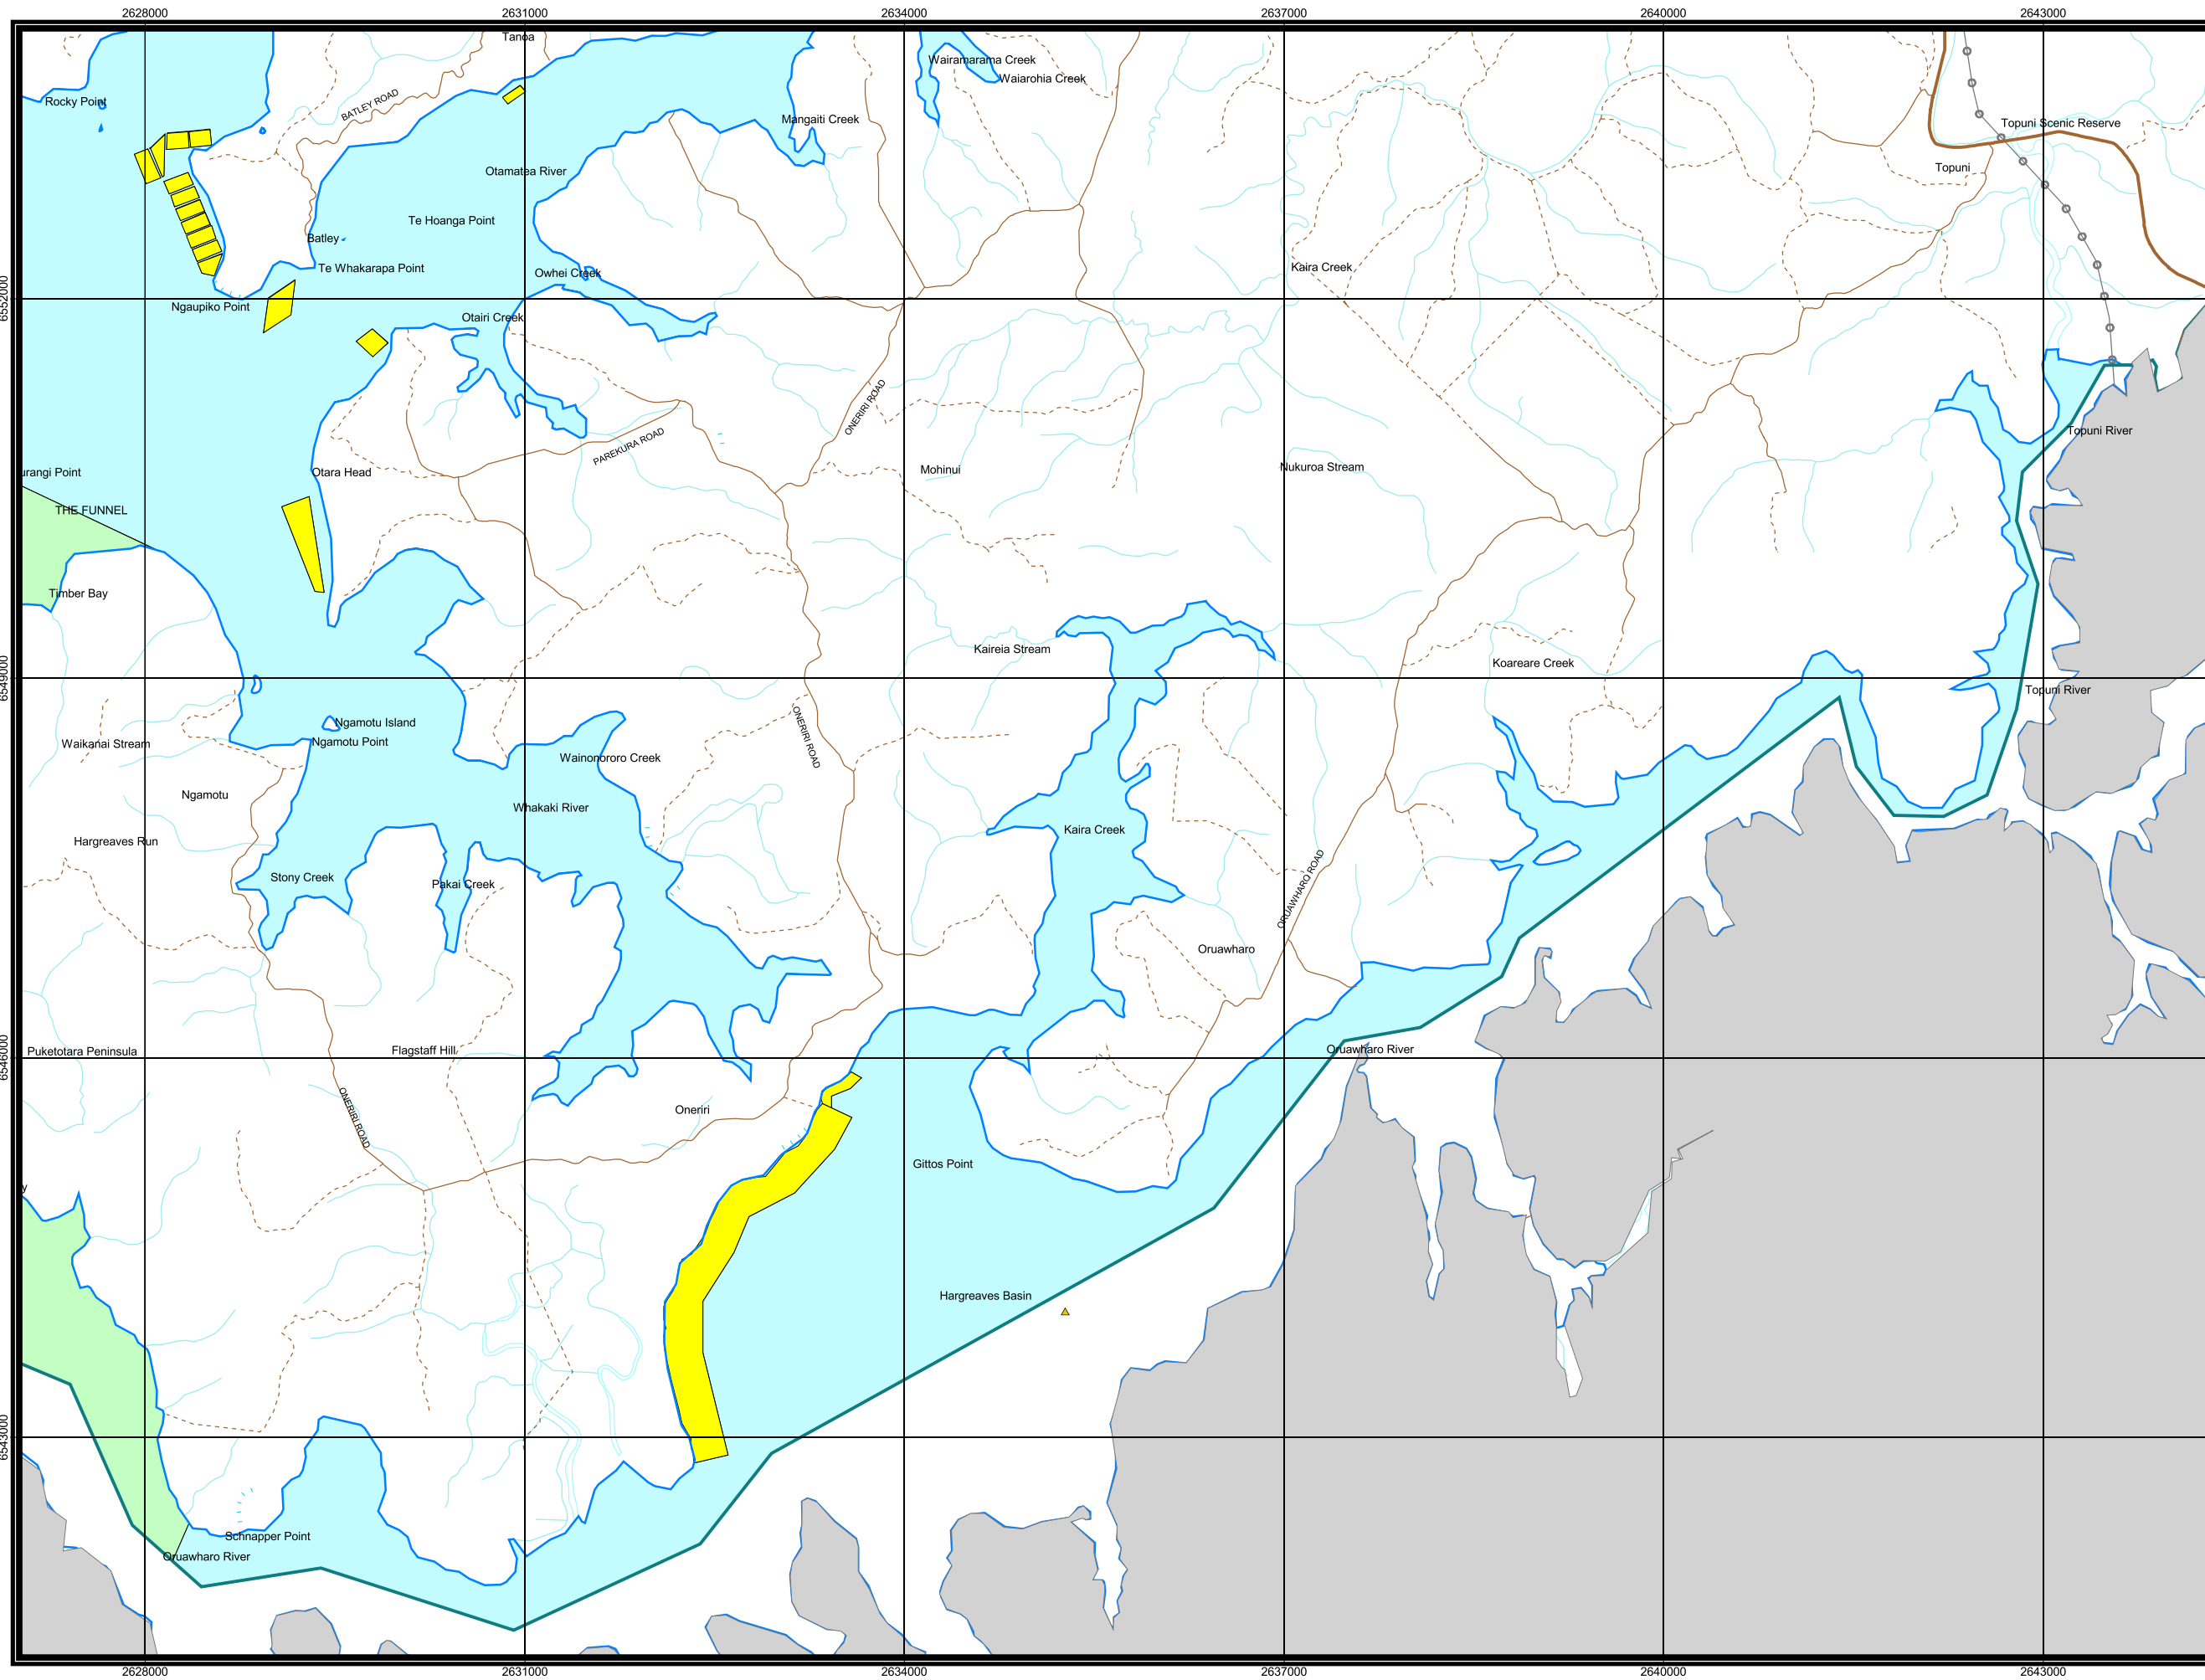 2628000 2631000 2634000 2637000 2640000 2643000
Tanoa
Wairamarama Creek
Waiarohia Creek
Rocky Point
BATLEY ROAD
Mangaiti Creek
Topuni Scenic Reserve
Topuni
Otamatea River
Te Hoanga Point
Batley
Te Whakarapa Point
Owhei Creek
Kaira Creek
6552000
Ngaupiko Point
Otairi Creek
ONERIRI ROAD
PAREKURA ROAD
Topuni River
urangi Point
Otara Head
Mohinui
Nukuroa Stream
THE FUNNEL
Timber Bay
Kaireia Stream
Koareare Creek
6549000
Topuni River
Ngamotu Island
Ngamotu Point
Waikanai Stream
ONERIRI ROAD
Wainonororo Creek
Ngamotu
Whakaki River
Kaira Creek
Hargreaves Run
Stony Creek
Pakai Creek
ORUAWHARO ROAD
Oruawharo
Puketotara Peninsula
Flagstaff Hill
Oruawharo River
6546000
ONERIRI ROAD
Oneriri
Gittos Point
y
Hargreaves Basin
6543000
Schnapper Point
Oruawharo River
2628000 2631000 2634000 2637000 2640000 2643000